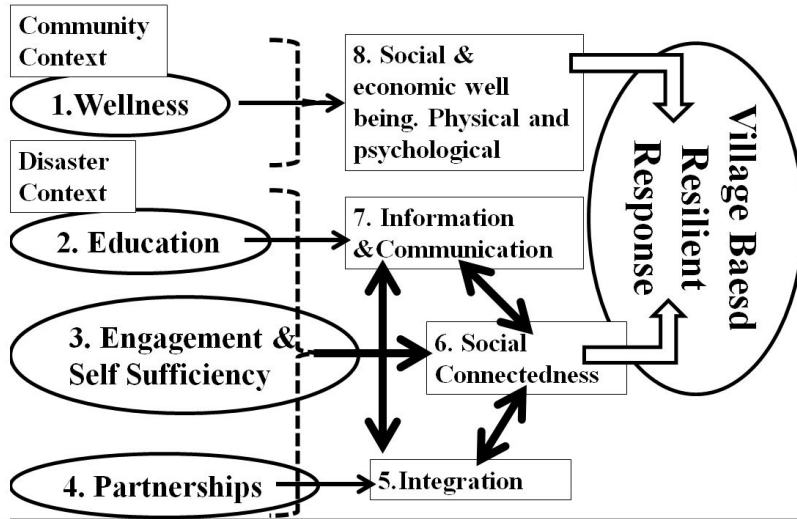 Community
Context
1.Wellness
8. Social &
economic well
being. Physical and
psychological
Disaster
Context
2. Education
7. Information
&Communication
3. Engagement &
Self Sufficiency
6. Social
Connectedness
4. Partnerships
5.Integration
Village Baesd
Resilient
Response